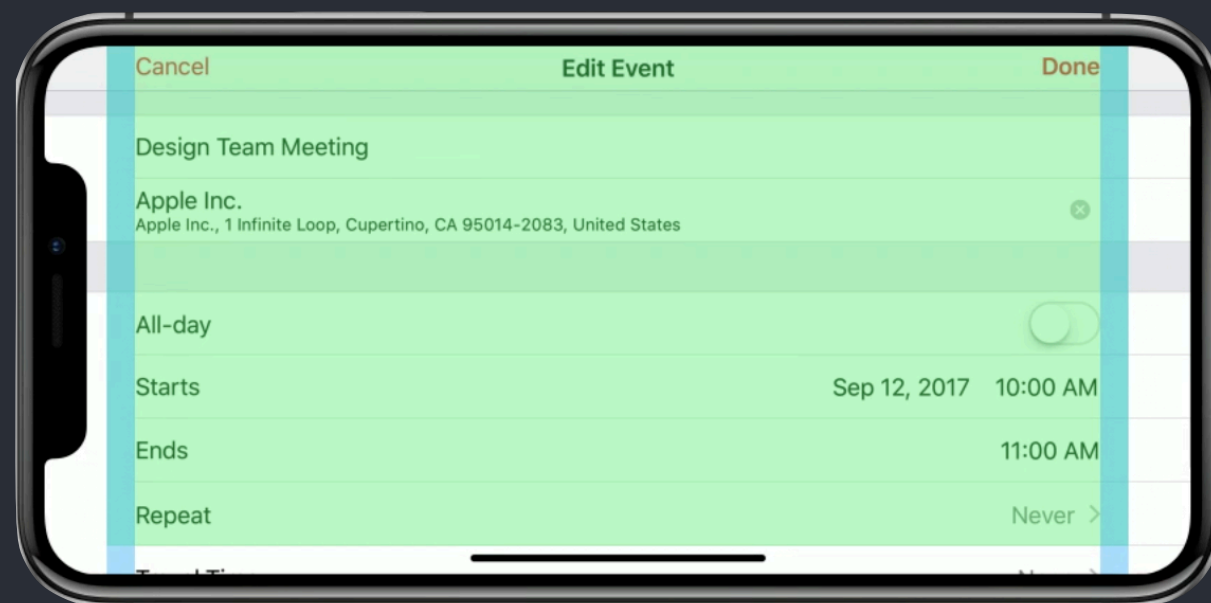 Cancel Edit Event Done
Design Team Meeting
Apple Inc.
Apple Inc., 1 Infinite Loop, Cupertino, CA 95014-2083, United States
All-day
Starts Sep 12, 2017 10:00 AM
Ends 11:00 AM
Repeat Never